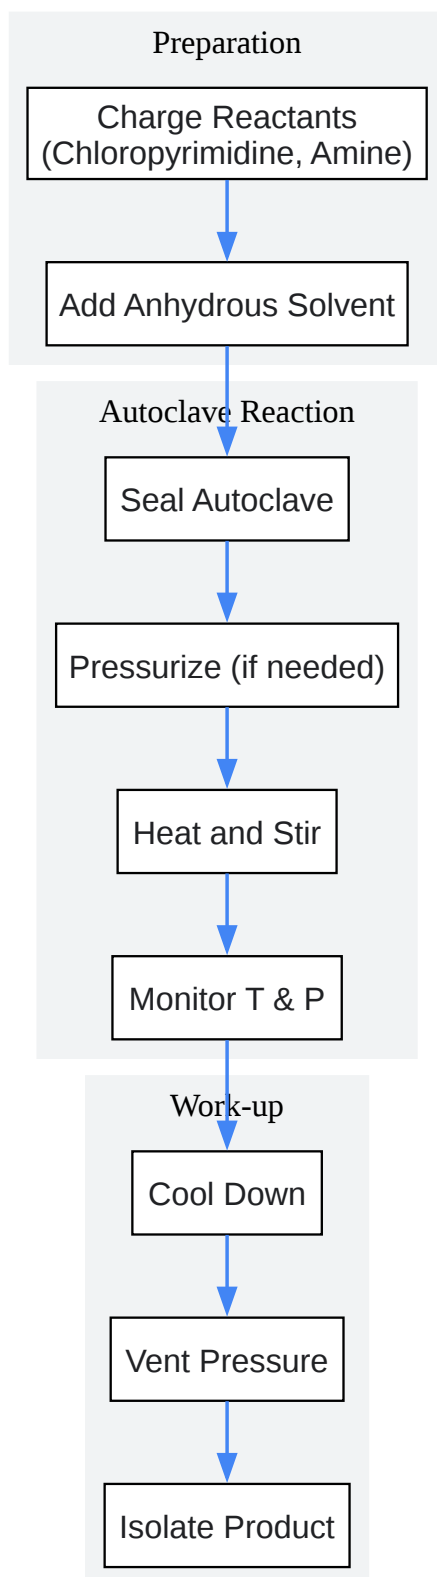 Preparation
Charge Reactants
(Chloropyrimidine, Amine)
Add Anhydrous Solvent
Autoclave Reaction
Seal Autoclave
Pressurize (if needed)
Heat and Stir
Monitor T & P
Work-up
Cool Down
Vent Pressure
Isolate Product